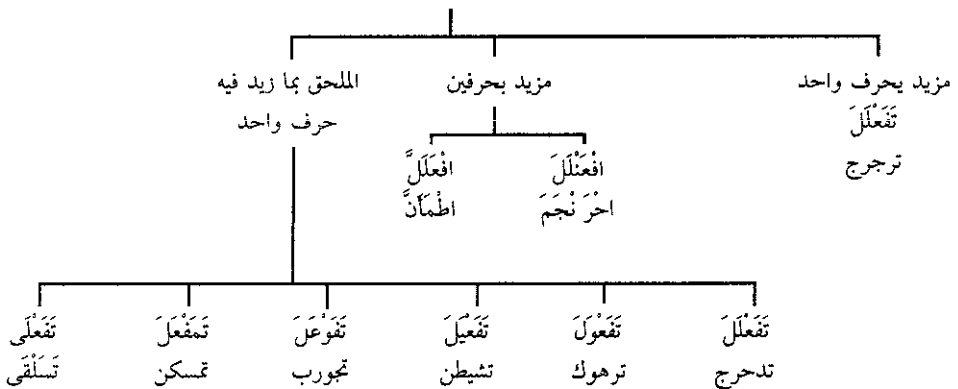 مزيد يحرف واحد
تَفَعْلَلَ
ترجرج
مزيد بحرفين
افْعَنْلَلَ
احْرَ نْجَمَ
افْعَلَلَّ
اطْمَأَنَّ
الملحق بما زيد فيه
حرف واحد
تَفَعْلَلَ
تدحرج
تَفَعْوَلَ
ترهوك
تَفَعْيَلَ
تشيطن
تَفَوْعَلَ
تجورب
تَمَفْعَلَ
تمسكن
تَفَعْلَى
تَسَلْقَى